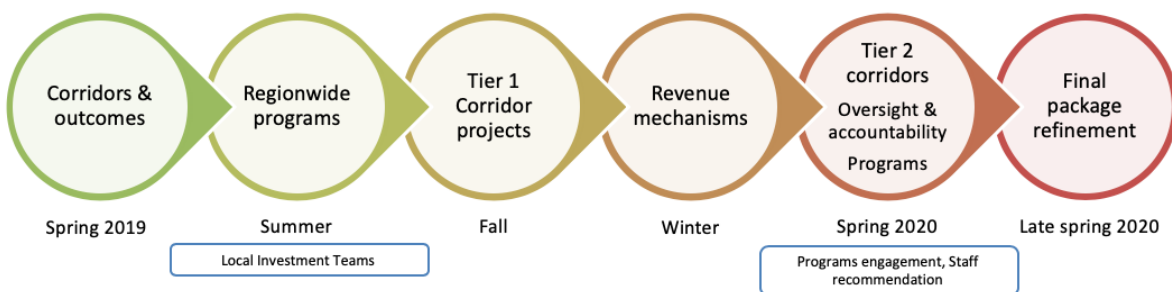 Corridors &
outcomes
Regionwide
programs
Tier 1
Corridor
projects
Revenue
mechanisms
Tier 2
corridors
Oversight &
accountability
Programs
Final
package
refinement
Spring 2019
Summer
Fall
Winter
Spring 2020
Late spring 2020
Local Investment Teams
Programs engagement, Staff
recommendation